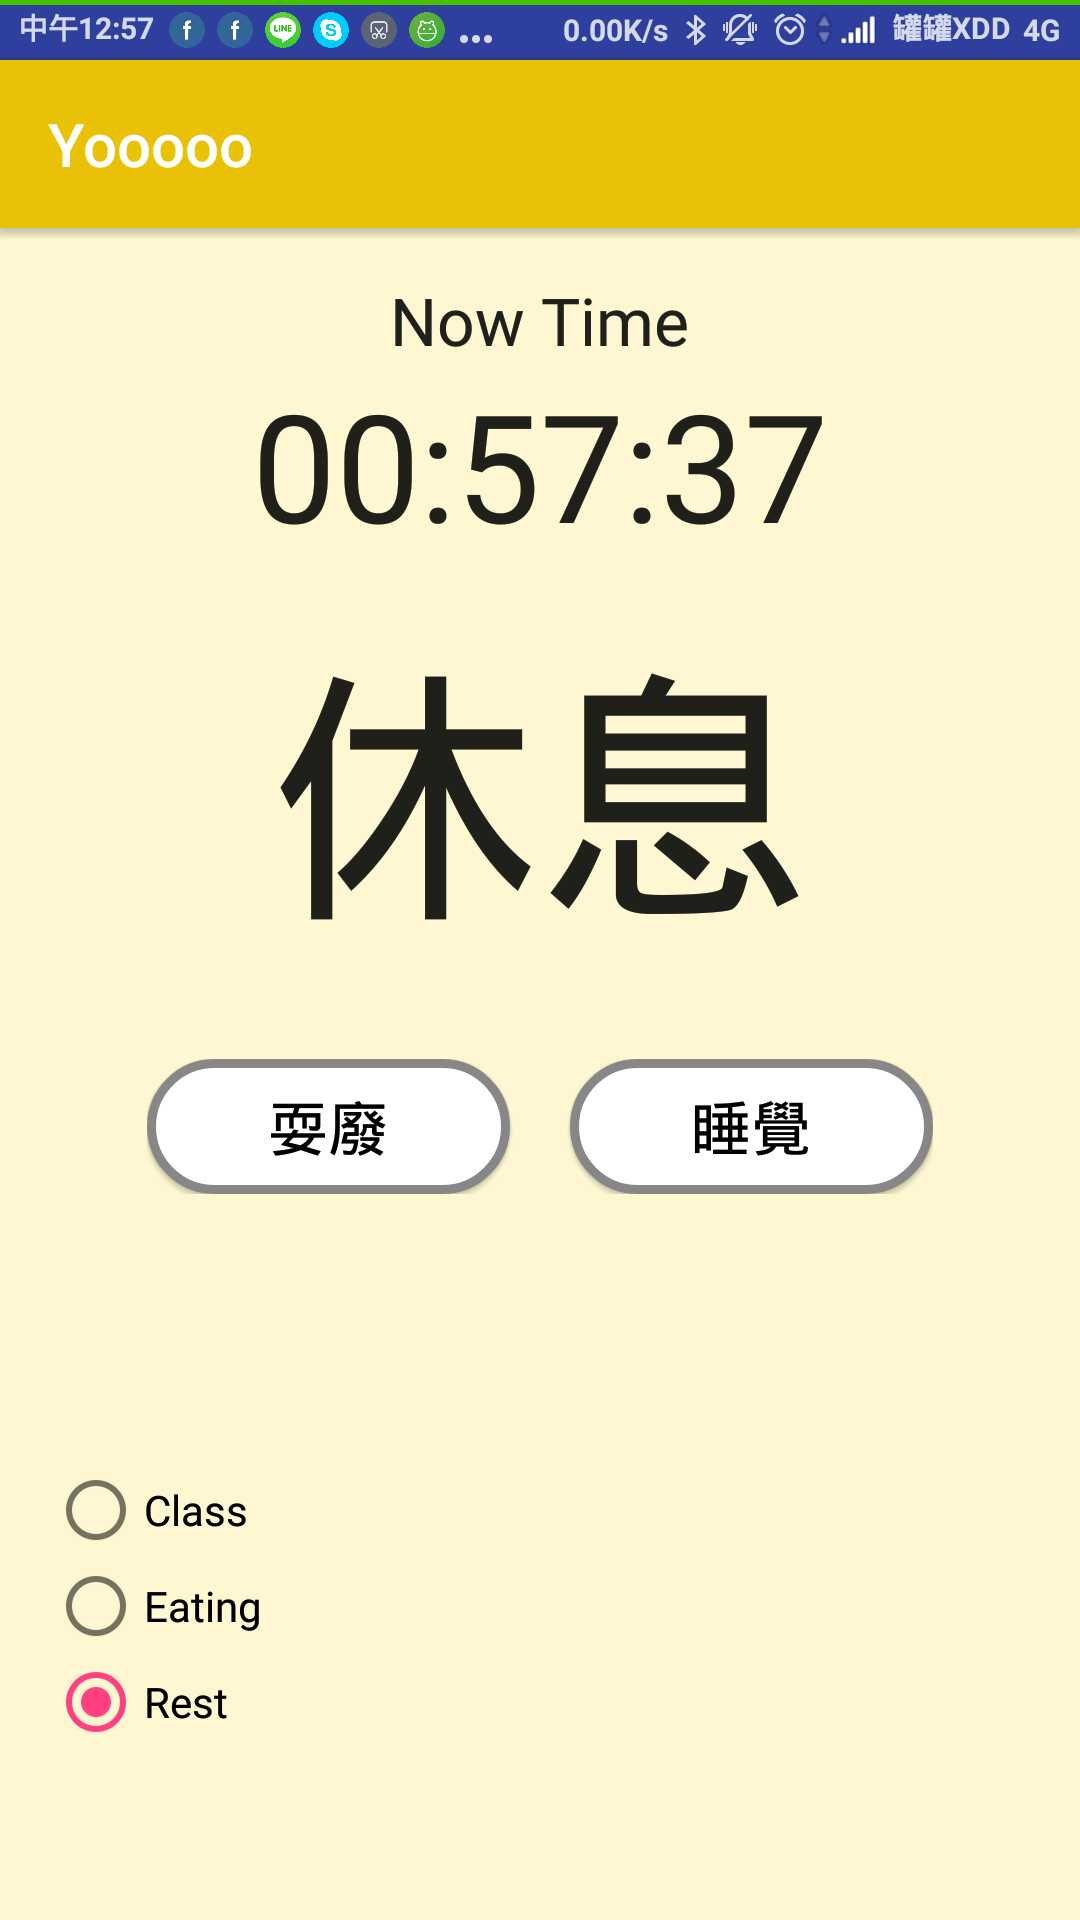 中午12:57 f f LINE S ... 0.00K/s 罐罐XDD 4G
Yooooo
Now Time
00:57:37
休息
耍廢 睡覺
Class
Eating
Rest